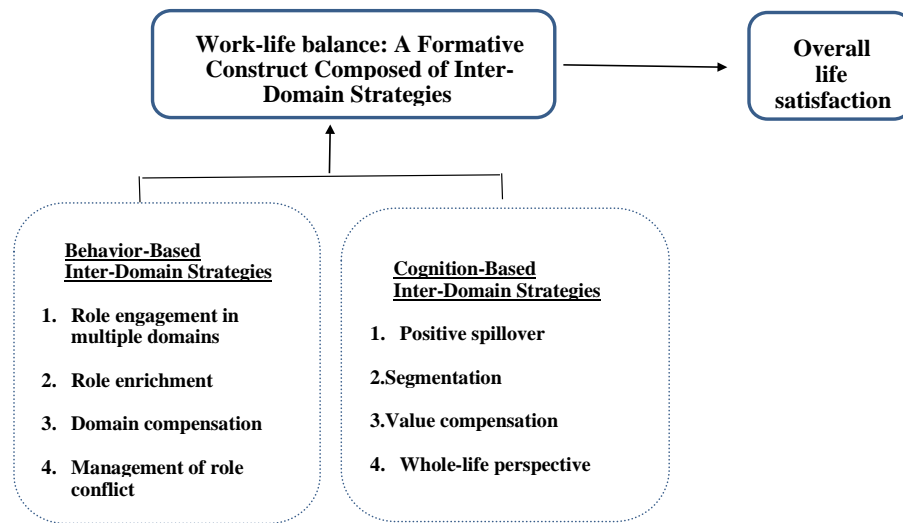 Work-life balance: A Formative
Construct Composed of Inter-
Domain Strategies
Overall
life
satisfaction
Behavior-Based
Inter-Domain Strategies
1. Role engagement in
multiple domains
2. Role enrichment
3. Domain compensation
4. Management of role
conflict
Cognition-Based
Inter-Domain Strategies
1. Positive spillover
2.Segmentation
3.Value compensation
4. Whole-life perspective